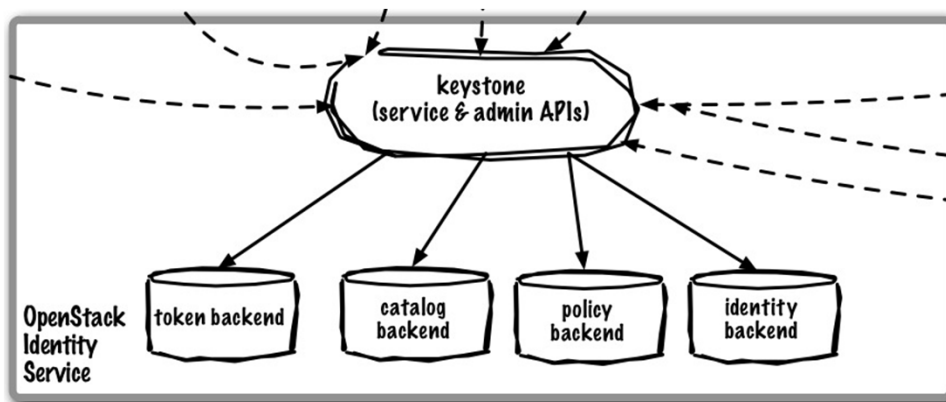 keystone
(service & admin APIs)
token backend
catalog
backend
policy
backend
identity
backend
OpenStack
Identity
Service